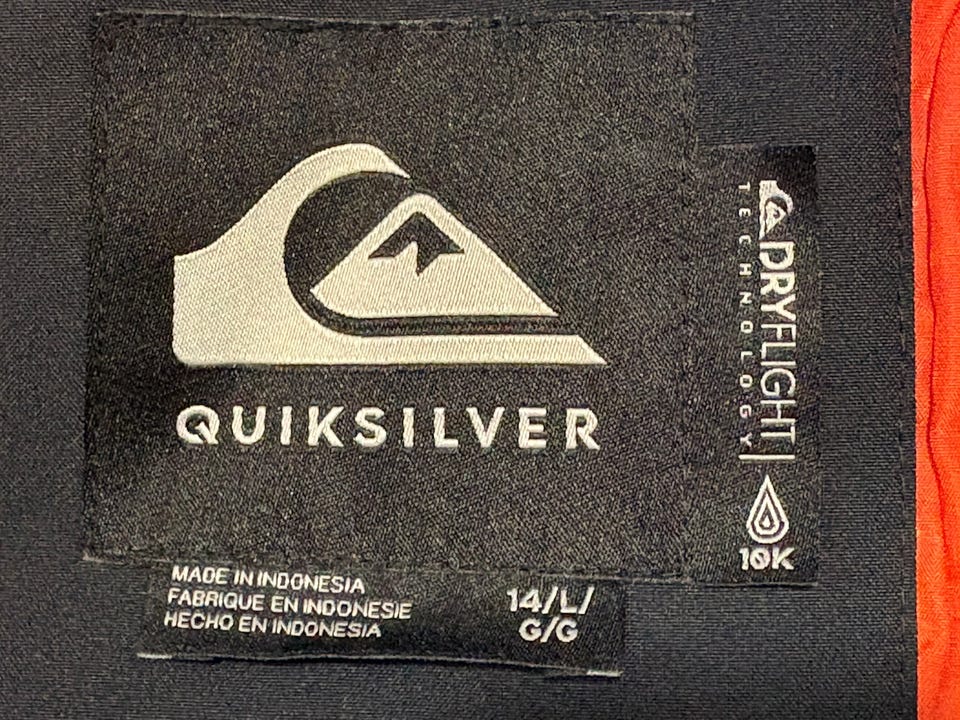 QUIKSILVER
DRYFLIGHT
TECHNOLOGY
10K
MADE IN INDONESIA
FABRIQUE EN INDONESIE
HECHO EN INDONESIA
14/L/
G/G